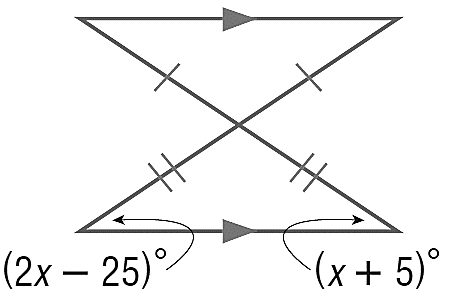 (2x − 25)° (x + 5)°